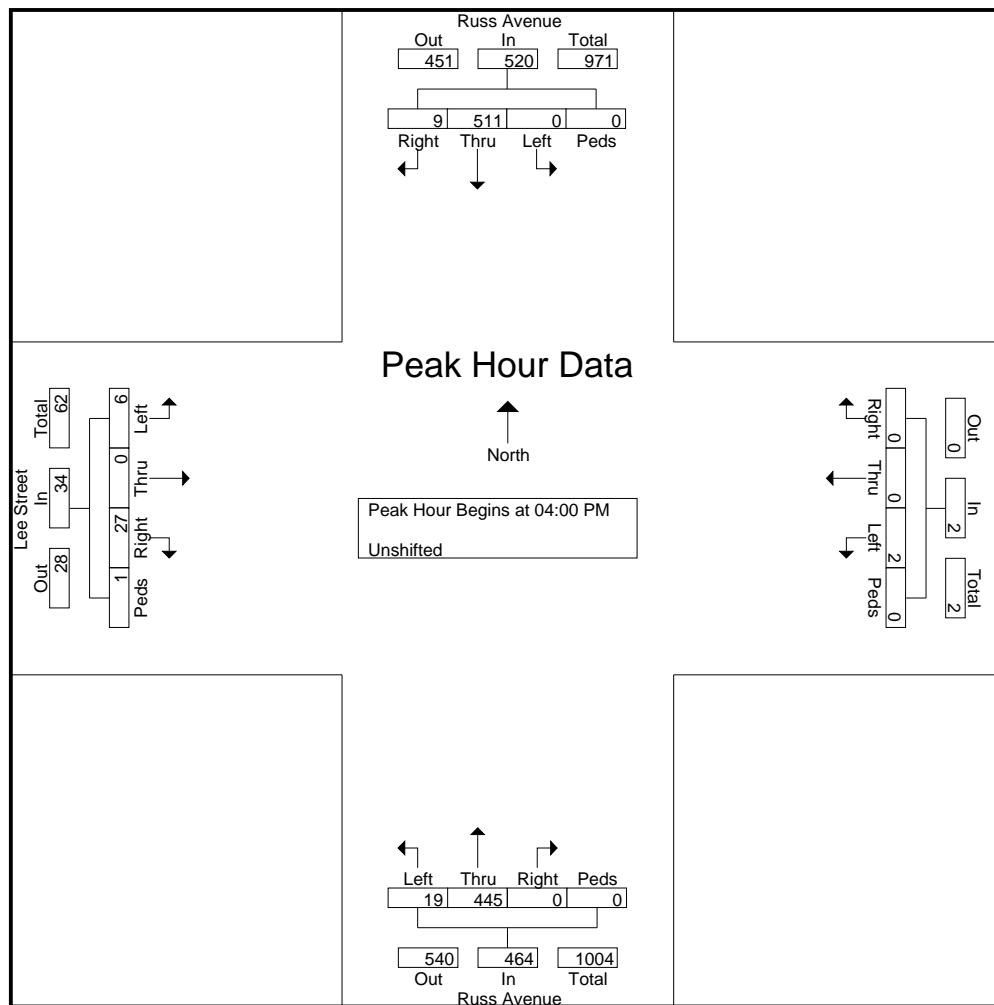 Russ Avenue
Out In Total
451 520 971
9 511 0 0
Right Thru Left Peds
Peak Hour Data
North
Peak Hour Begins at 04:00 PM
Unshifted
Lee Street
Out In Total
28 34 62
1 27 0 6
Peds Right Thru Left
Out In Total
0 2 2
0 0 2 0
Right Thru Left Peds
Left Thru Right Peds
19 445 0 0
540 464 1004
Out In Total
Russ Avenue